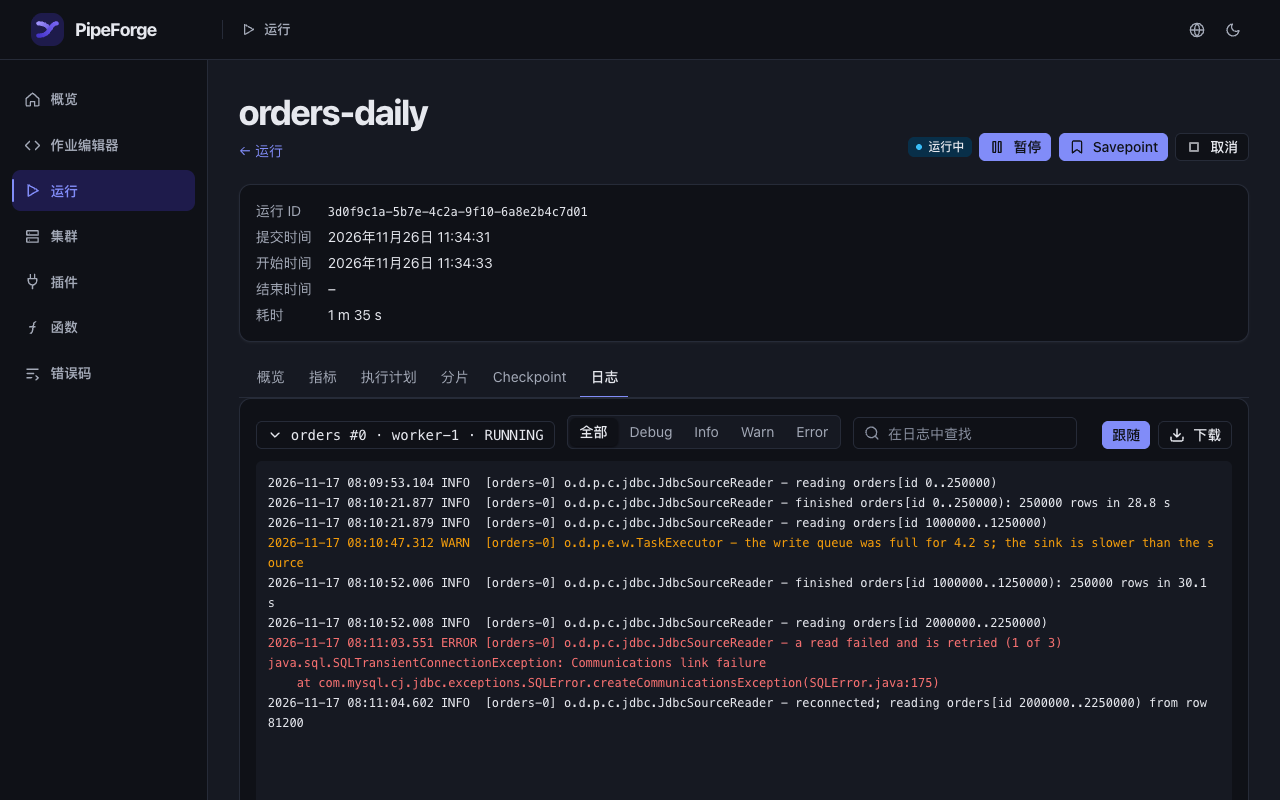 PipeForge
运行
概览
作业编辑器
运行
集群
插件
函数
错误码
orders-daily
← 运行
运行中
暂停
Savepoint
取消
运行 ID 3d0f9c1a-5b7e-4c2a-9f10-6a8e2b4c7d01
提交时间 2026年11月26日 11:34:31
开始时间 2026年11月26日 11:34:33
结束时间 –
耗时 1 m 35 s
概览 指标 执行计划 分片 Checkpoint 日志
orders #0 · worker-1 · RUNNING
全部 Debug Info Warn Error
在日志中查找
跟随
下载
2026-11-17 08:09:53.104 INFO  [orders-0] o.d.p.c.jdbc.JdbcSourceReader - reading orders[id 0..250000)
2026-11-17 08:10:21.877 INFO  [orders-0] o.d.p.c.jdbc.JdbcSourceReader - finished orders[id 0..250000): 250000 rows in 28.8 s
2026-11-17 08:10:21.879 INFO  [orders-0] o.d.p.c.jdbc.JdbcSourceReader - reading orders[id 1000000..1250000)
2026-11-17 08:10:47.312 WARN  [orders-0] o.d.p.e.w.TaskExecutor - the write queue was full for 4.2 s; the sink is slower than the s
ource
2026-11-17 08:10:52.006 INFO  [orders-0] o.d.p.c.jdbc.JdbcSourceReader - finished orders[id 1000000..1250000): 250000 rows in 30.1
s
2026-11-17 08:10:52.008 INFO  [orders-0] o.d.p.c.jdbc.JdbcSourceReader - reading orders[id 2000000..2250000)
2026-11-17 08:11:03.551 ERROR [orders-0] o.d.p.c.jdbc.JdbcSourceReader - a read failed and is retried (1 of 3)
java.sql.SQLTransientConnectionException: Communications link failure
    at com.mysql.cj.jdbc.exceptions.SQLError.createCommunicationsException(SQLError.java:175)
2026-11-17 08:11:04.602 INFO  [orders-0] o.d.p.c.jdbc.JdbcSourceReader - reconnected; reading orders[id 2000000..2250000) from row
81200